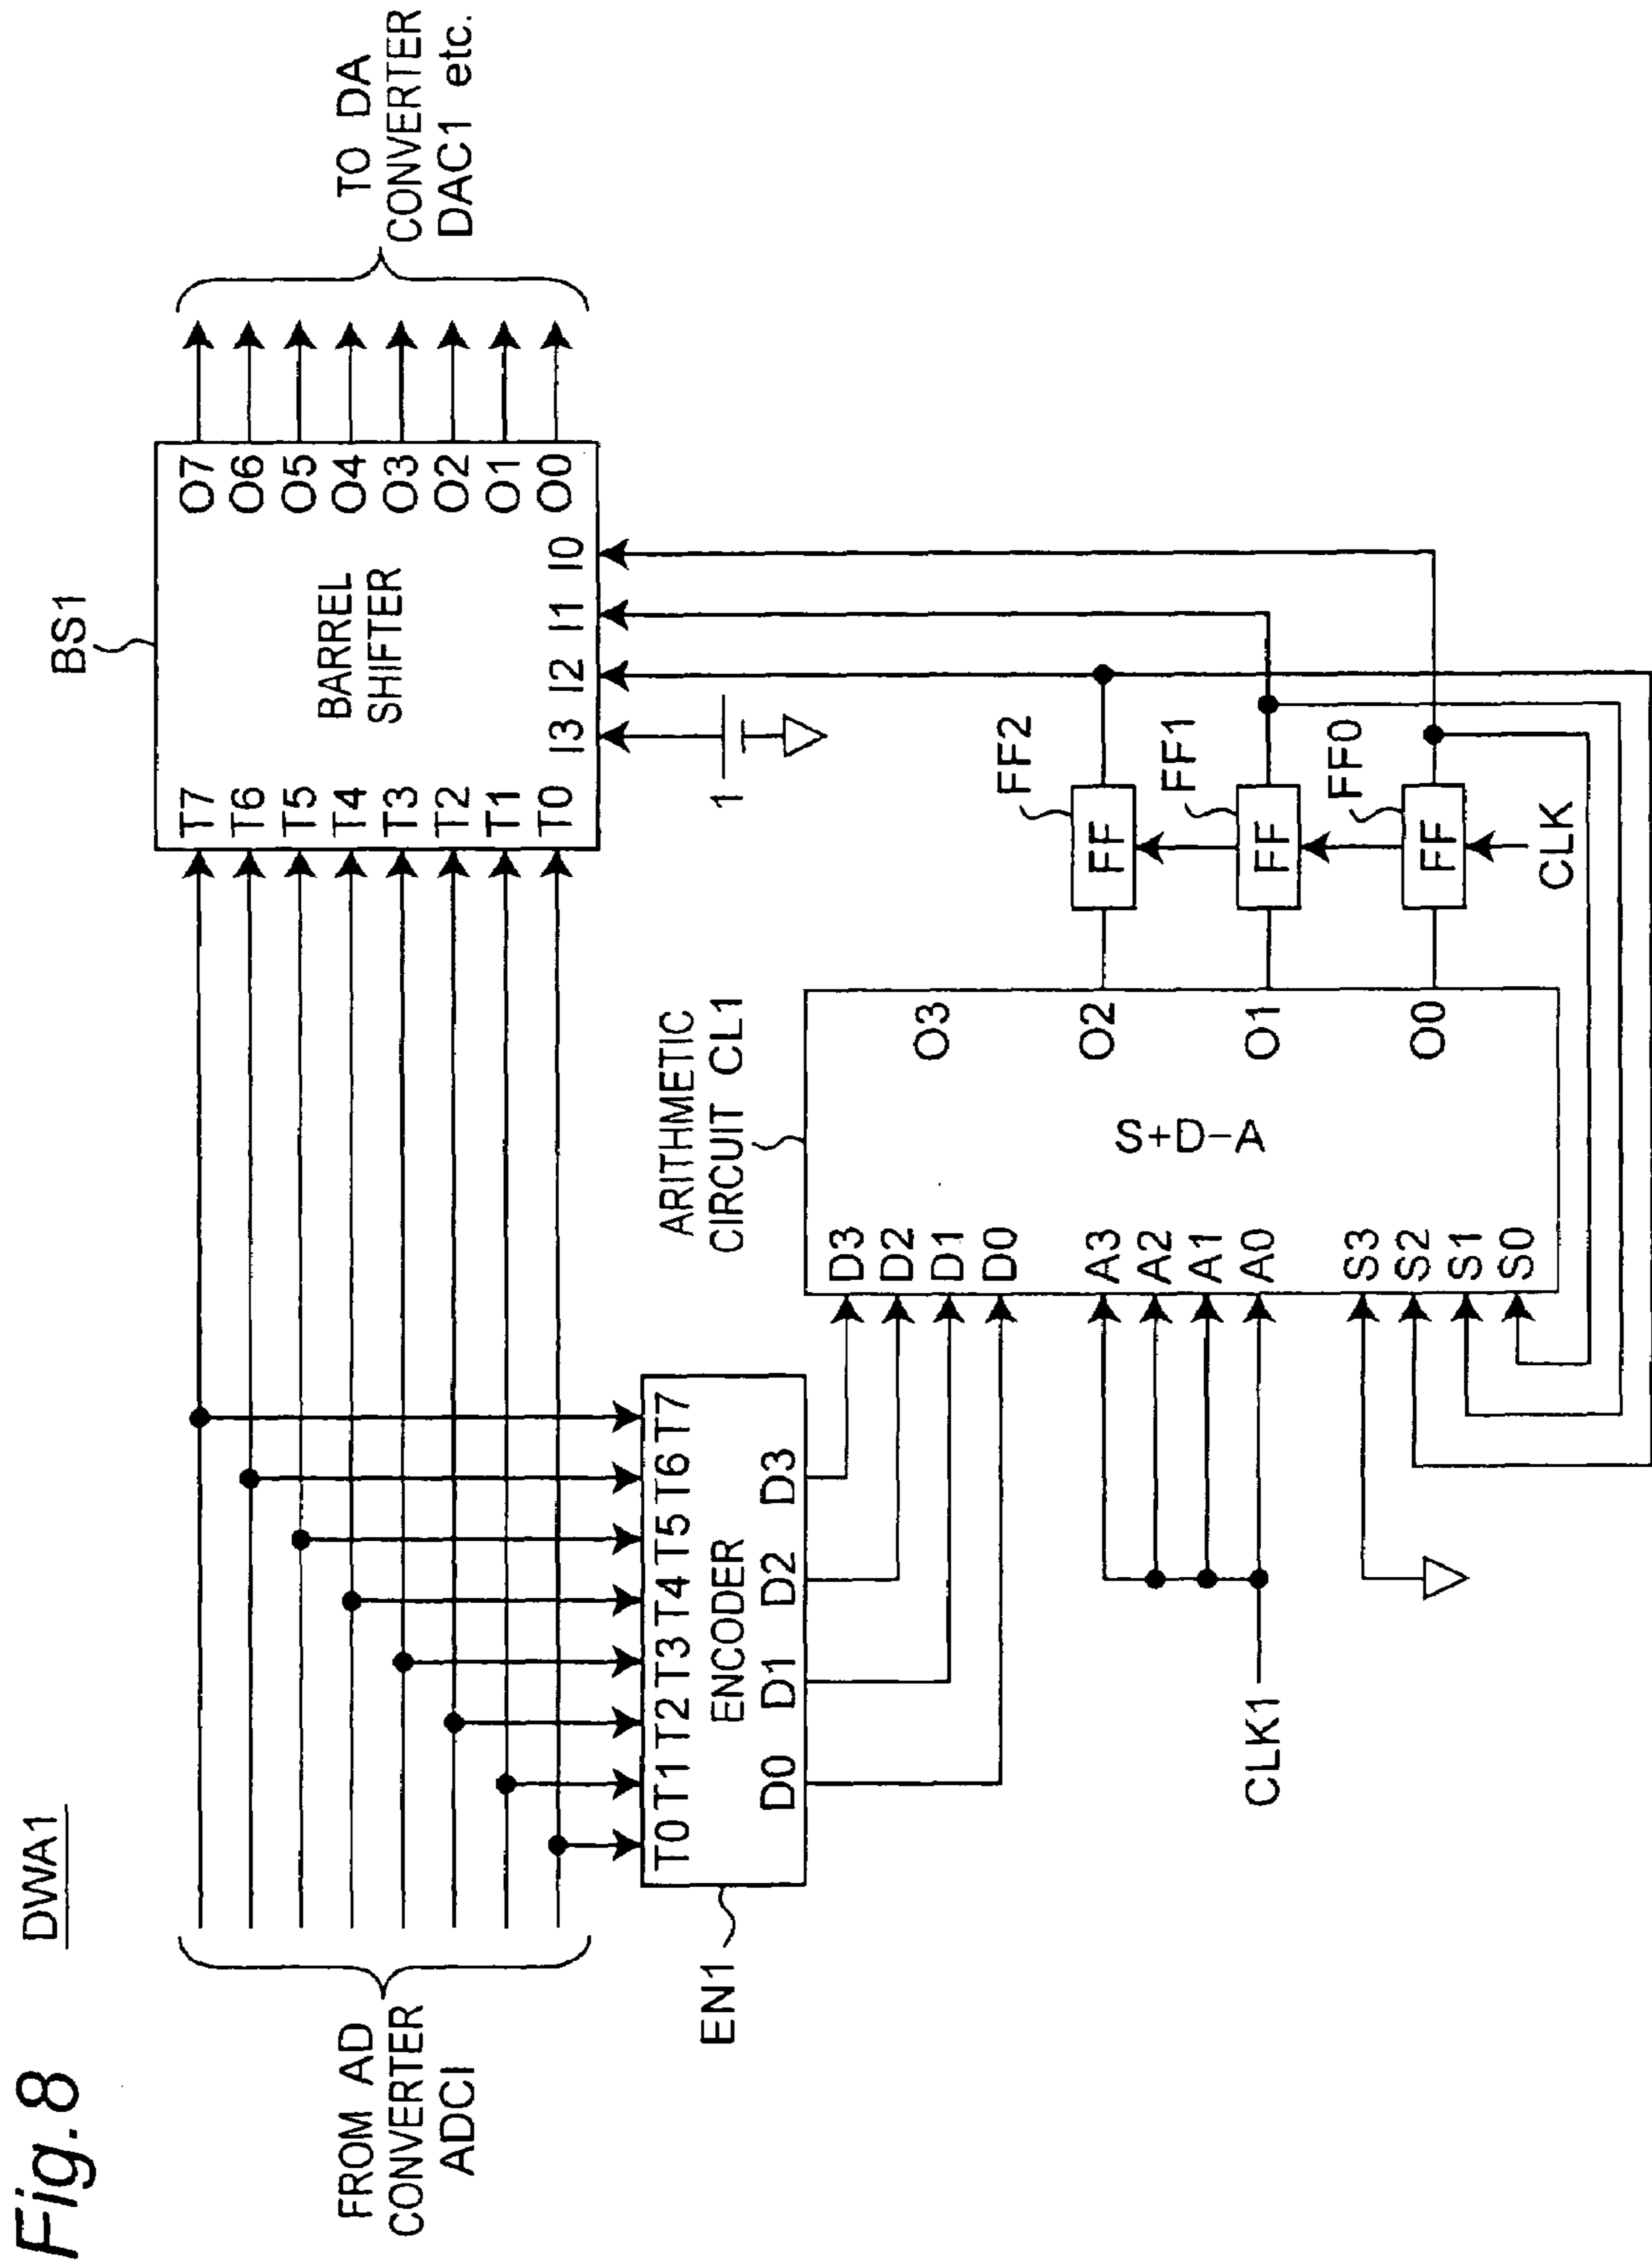 Fig. 8
DWA1
FROM AD
CONVERTER
ADCI
BS1
T7
T6
T5
T4
T3
T2
T1
T0
BARREL
SHIFTER
O7
O6
O5
O4
O3
O2
O1
O0
I3 I2 I1 I0
1
TO DA
CONVERTER
DAC1 etc.
EN1
T0 T1 T2 T3 T4 T5 T6 T7
ENCODER
D0 D1 D2 D3
ARITHMETIC
CIRCUIT CL1
D3
D2
D1
D0
A3
A2
A1
A0
S3
S2
S1
S0
S+D-A
O3
O2
O1
O0
CLK1
FF2
FF
FF1
FF
FF0
FF
CLK